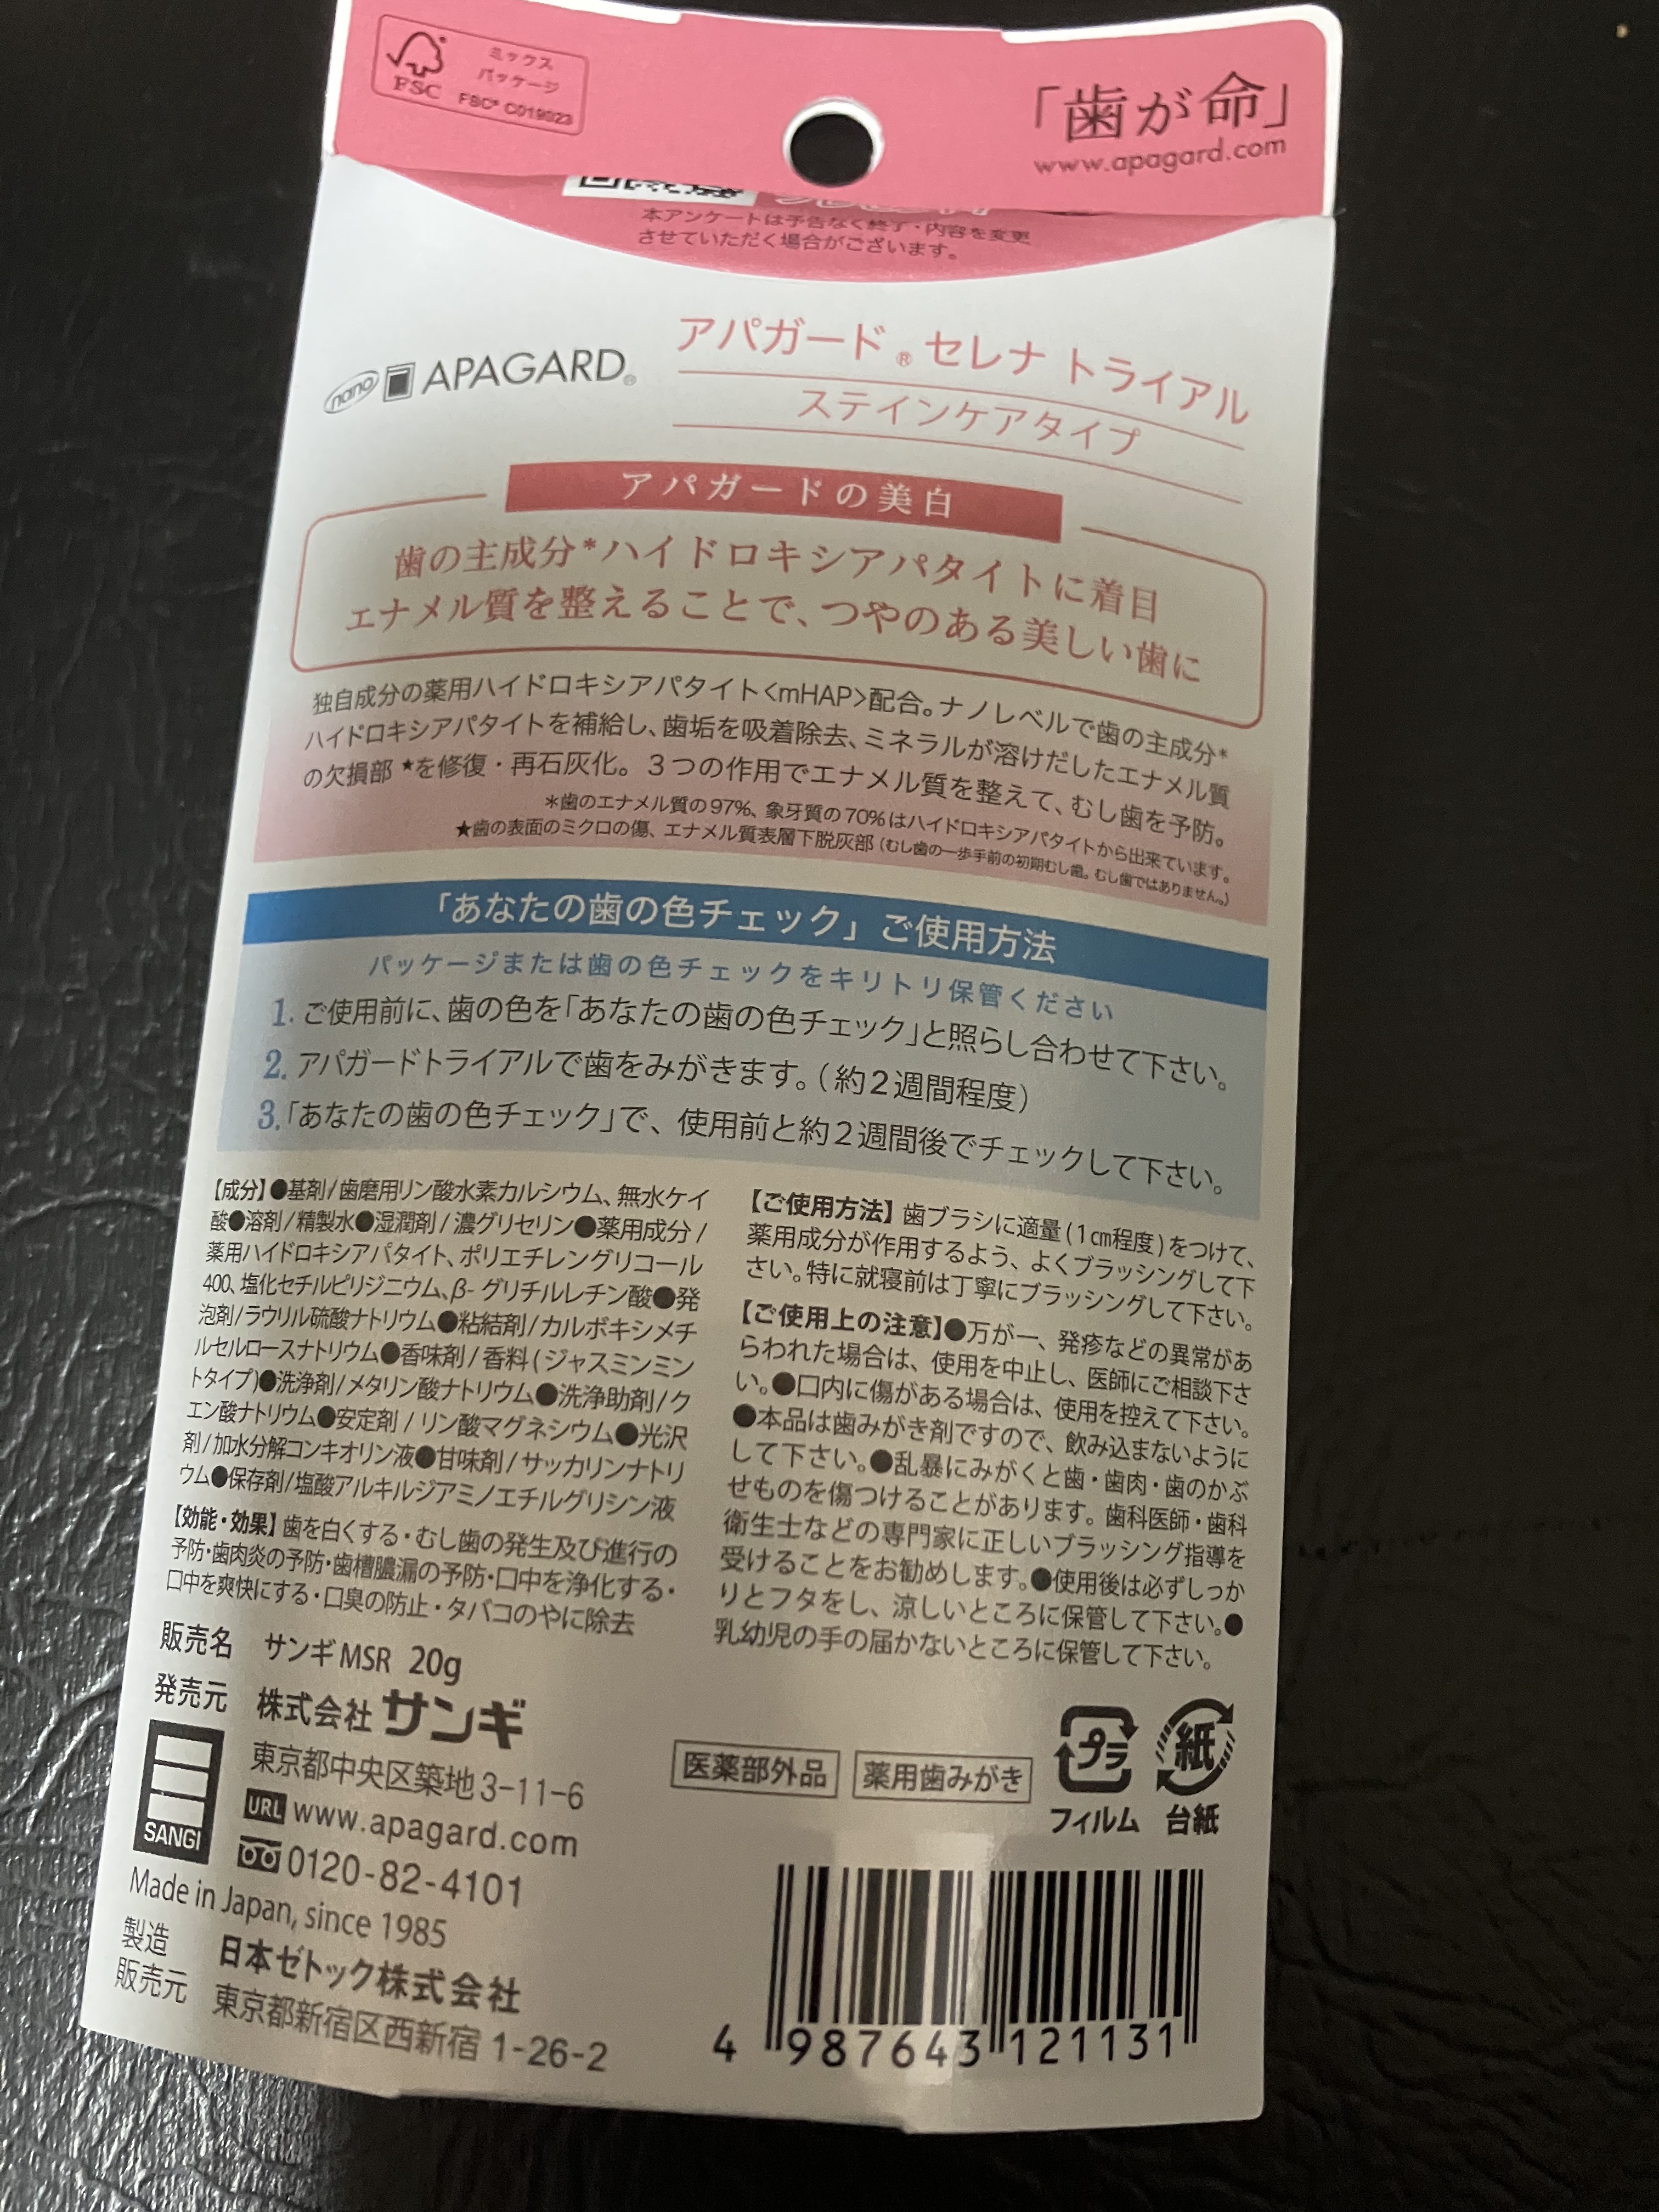 FSC
ミックス
パッケージ
FSC® C019323
「歯が命」
www.apagard.com
本アンケートは予告なく終了・内容を変更
させていただく場合がございます。
nano APAGARD®
アパガード® セレナ トライアル
ステインケアタイプ
アパガードの美白
歯の主成分*ハイドロキシアパタイトに着目
エナメル質を整えることで、つやのある美しい歯に
独自成分の薬用ハイドロキシアパタイト<mHAP>配合。ナノレベルで歯の主成分*
ハイドロキシアパタイトを補給し、歯垢を吸着除去、ミネラルが溶けだしたエナメル質
の欠損部★を修復・再石灰化。3つの作用でエナメル質を整えて、むし歯を予防。
*歯のエナメル質の97%、象牙質の70%はハイドロキシアパタイトから出来ています。
★歯の表面のミクロの傷、エナメル質表層下脱灰部(むし歯の一歩手前の初期むし歯。むし歯ではありません。)
「あなたの歯の色チェック」ご使用方法
パッケージまたは歯の色チェックをキリトリ保管ください
1. ご使用前に、歯の色を「あなたの歯の色チェック」と照らし合わせて下さい。
2. アパガードトライアルで歯をみがきます。(約2週間程度)
3.「あなたの歯の色チェック」で、使用前と約2週間後でチェックして下さい。
【成分】●基剤/歯磨用リン酸水素カルシウム、無水ケイ
酸●溶剤/精製水●湿潤剤/濃グリセリン●薬用成分/
薬用ハイドロキシアパタイト、ポリエチレングリコール
400、塩化セチルピリジニウム、β-グリチルレチン酸●発
泡剤/ラウリル硫酸ナトリウム●粘結剤/カルボキシメチ
ルセルロースナトリウム●香味剤/香料(ジャスミンミン
トタイプ)●洗浄剤/メタリン酸ナトリウム●洗浄助剤/ク
エン酸ナトリウム●安定剤/リン酸マグネシウム●光沢
剤/加水分解コンキオリン液●甘味剤/サッカリンナトリ
ウム●保存剤/塩酸アルキルジアミノエチルグリシン液
【効能・効果】歯を白くする・むし歯の発生及び進行の
予防・歯肉炎の予防・歯槽膿漏の予防・口中を浄化する・
口中を爽快にする・口臭の防止・タバコのやに除去
【ご使用方法】歯ブラシに適量(1cm程度)をつけて、
薬用成分が作用するよう、よくブラッシングして下
さい。特に就寝前は丁寧にブラッシングして下さい。
【ご使用上の注意】●万が一、発疹などの異常があ
らわれた場合は、使用を中止し、医師にご相談下さ
い。●口内に傷がある場合は、使用を控えて下さい。
●本品は歯みがき剤ですので、飲み込まないように
して下さい。●乱暴にみがくと歯・歯肉・歯のかぶ
せものを傷つけることがあります。歯科医師・歯科
衛生士などの専門家に正しいブラッシング指導を
受けることをお勧めします。●使用後は必ずしっか
りとフタをし、涼しいところに保管して下さい。●
乳幼児の手の届かないところに保管して下さい。
販売名 サンギMSR 20g
発売元 株式会社サンギ
東京都中央区築地3-11-6
URL www.apagard.com
0120-82-4101
SANGI
Made in Japan, since 1985
製造
販売元
日本ゼトック株式会社
東京都新宿区西新宿1-26-2
医薬部外品
薬用歯みがき
プラ
フィルム
紙
台紙
4 987643 121131